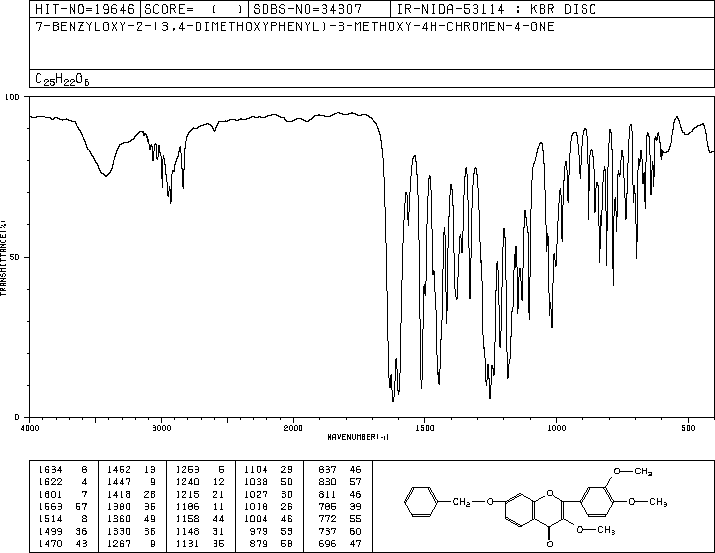 HIT-NO=19646 SCORE= ( ) SDBS-NO=34307 IR-NIDA-53114 : KBR DISC
7-BENZYLOXY-2-(3,4-DIMETHOXYPHENYL)-3-METHOXY-4H-CHROMEN-4-ONE
C25H22O6
100
50
0
TRANSMITTANCE(%)
4000 3000 2000 1500 1000 500
WAVENUMBER(-1)
1634 6 1462 13 1253 5 1104 29 837 46
1622 4 1447 9 1240 12 1038 50 830 57
1601 7 1418 28 1215 21 1027 30 811 46
1563 57 1380 36 1186 11 1018 26 786 39
1514 8 1360 49 1158 44 1004 46 772 55
1499 36 1330 36 1148 31 979 53 737 60
1470 43 1267 9 1131 35 879 58 696 47
O—CH3
CH2—O
O
O—CH3
O—CH3
O